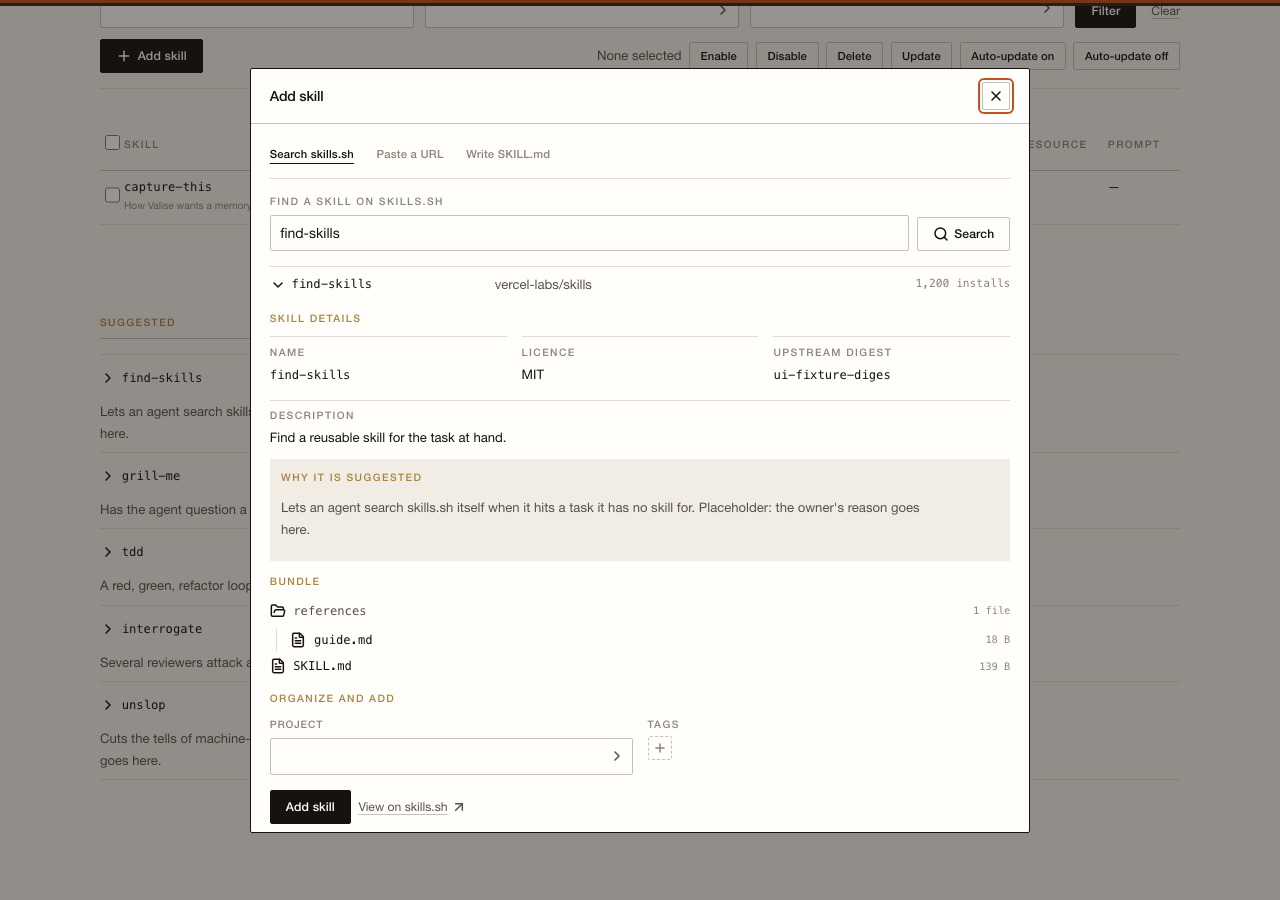 Filter
Clear
Add skill
None selected
Enable
Disable
Delete
Update
Auto-update on
Auto-update off
Add skill
SKILL
ESOURCE
PROMPT
capture-this
—
How Valise wants a memory
Search skills.sh
Paste a URL
Write SKILL.md
FIND A SKILL ON SKILLS.SH
find-skills
Search
find-skills
vercel-labs/skills
1,200 installs
SKILL DETAILS
NAME
LICENCE
UPSTREAM DIGEST
find-skills
MIT
ui-fixture-diges
DESCRIPTION
Find a reusable skill for the task at hand.
WHY IT IS SUGGESTED
Lets an agent search skills.sh itself when it hits a task it has no skill for. Placeholder: the owner's reason goes
here.
BUNDLE
references
1 file
guide.md
18 B
SKILL.md
139 B
ORGANIZE AND ADD
PROJECT
TAGS
Add skill
View on skills.sh
SUGGESTED
find-skills
Lets an agent search skills
here.
grill-me
Has the agent question a
tdd
A red, green, refactor loop
interrogate
Several reviewers attack a
unslop
Cuts the tells of machine-
goes here.